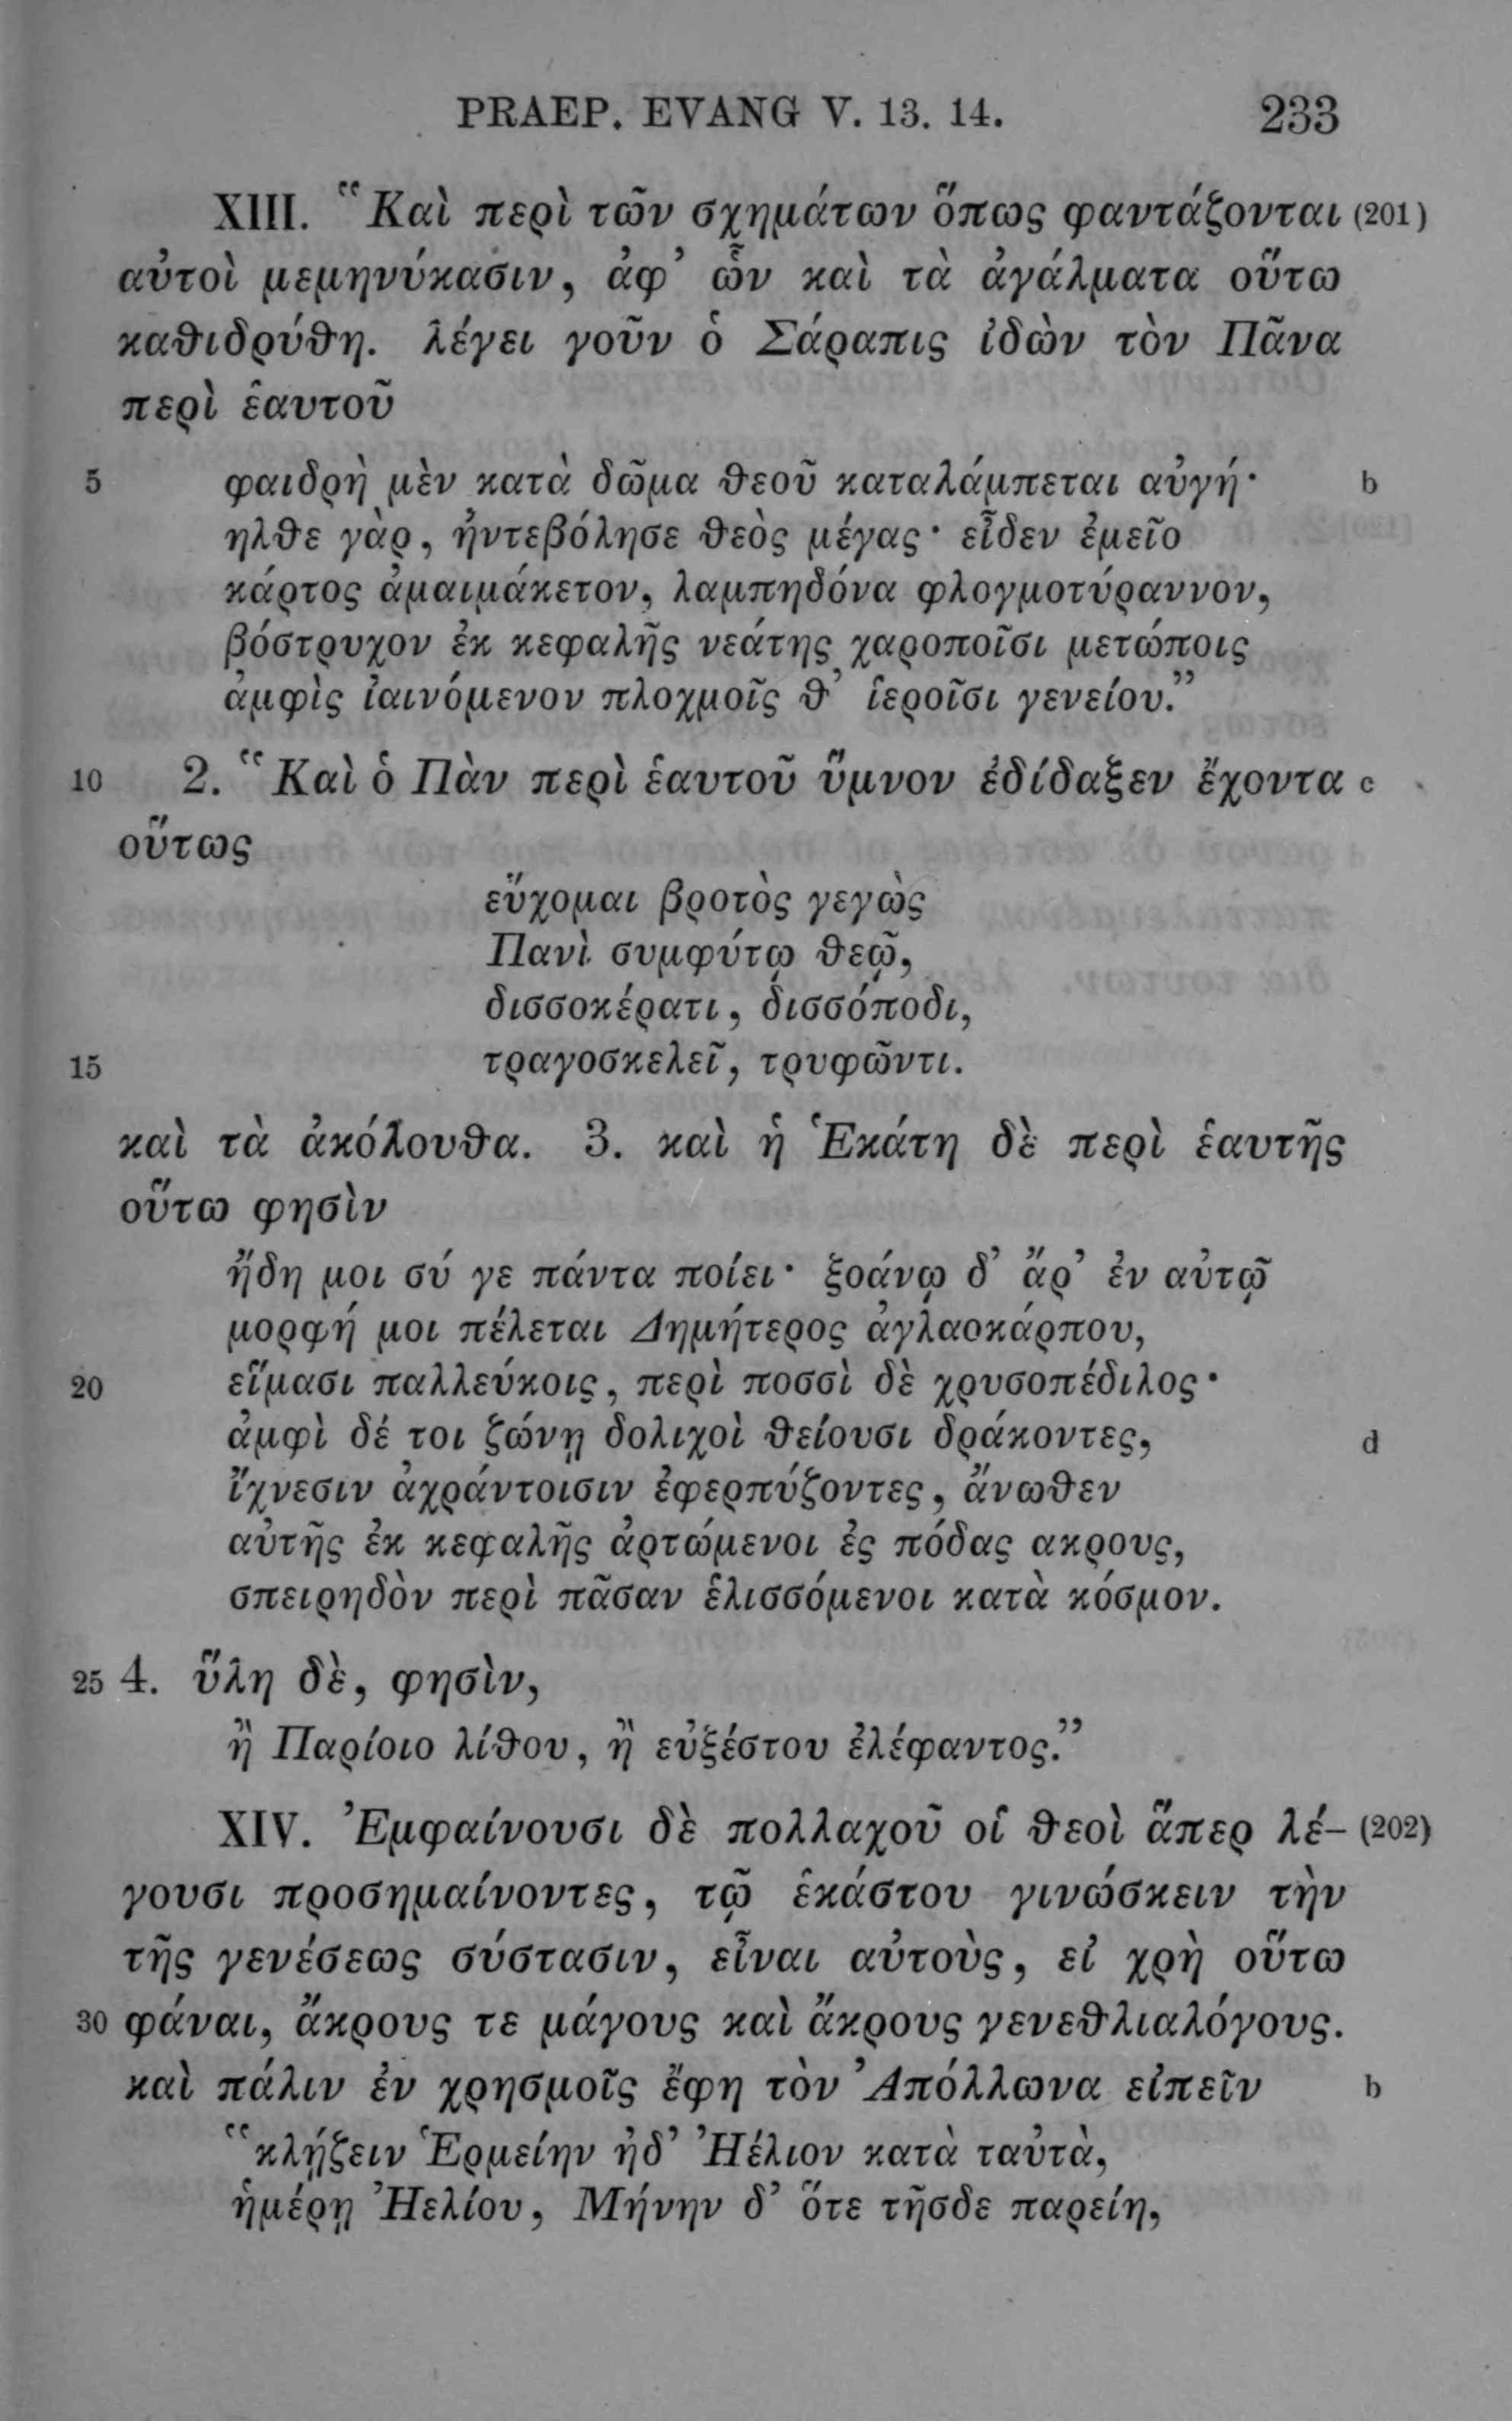 PRAEP. EVANG V. 13. 14. 233
XIII. "Καὶ περὶ τῶν σχημάτων ὅπως φαντάζονται (201)
αὐτοὶ μεμηνύκασιν, ἀφ' ὧν καὶ τὰ ἀγάλματα οὕτω
καθιδρύθη. λέγει γοῦν ὁ Σάραπις ἰδὼν τὸν Πᾶνα
περὶ ἑαυτοῦ
5 φαιδρὴ μὲν κατὰ δῶμα θεοῦ καταλάμπεται αὐγή· b
ηλθε γὰρ, ἠντεβόλησε θεὸς μέγας· εἶδεν ἐμεῖο
κάρτος ἀμαιμάκετον, λαμπηδόνα φλογμοτύραννον,
βόστρυχον ἐκ κεφαλῆς νεάτης χαροποῖσι μετώποις
ἀμφὶς ἰαινόμενον πλοχμοῖς θ' ἱεροῖσι γενείου."
10 2. "Καὶ ὁ Πὰν περὶ ἑαυτοῦ ὕμνον ἐδίδαξεν ἔχοντα c
οὕτως
εὔχομαι βροτὸς γεγὼς
Πανὶ συμφύτῳ θεῷ,
δισσοκέρατι, δισσόποδι,
15 τραγοσκελεῖ, τρυφῶντι.
καὶ τὰ ἀκόλουθα. 3. καὶ ἡ Ἑκάτη δὲ περὶ ἑαυτῆς
οὕτω φησὶν
ἤδη μοι σύ γε πάντα ποίει· ξοάνῳ δ' ἄρ' ἐν αὐτῷ
μορφή μοι πέλεται Δημήτερος ἀγλαοκάρπου,
20 εἵμασι παλλεύκοις, περὶ ποσσὶ δὲ χρυσοπέδιλος·
ἀμφὶ δέ τοι ζώνῃ δολιχοὶ θείουσι δράκοντες, d
ἴχνεσιν ἀχράντοισιν ἐφερπύζοντες, ἄνωθεν
αὐτῆς ἐκ κεφαλῆς ἀρτώμενοι ἐς πόδας ακρους,
σπειρηδὸν περὶ πᾶσαν ἑλισσόμενοι κατὰ κόσμον.
25 4. ὕλη δὲ, φησὶν,
ἢ Παρίοιο λίθου, ἢ εὐξέστου ἐλέφαντος."
XIV. Ἐμφαίνουσι δὲ πολλαχοῦ οἱ θεοὶ ἅπερ λέ- (202)
γουσι προσημαίνοντες, τῷ ἑκάστου γινώσκειν τὴν
τῆς γενέσεως σύστασιν, εἶναι αὐτοὺς, εἰ χρὴ οὕτω
30 φάναι, ἄκρους τε μάγους καὶ ἄκρους γενεθλιαλόγους.
καὶ πάλιν ἐν χρησμοῖς ἔφη τὸν Ἀπόλλωνα εἰπεῖν b
"κλῄζειν Ἑρμείην ἠδ' Ἠέλιον κατὰ ταὐτὰ,
ἡμέρῃ Ἠελίου, Μήνην δ' ὅτε τῆσδε παρείη,